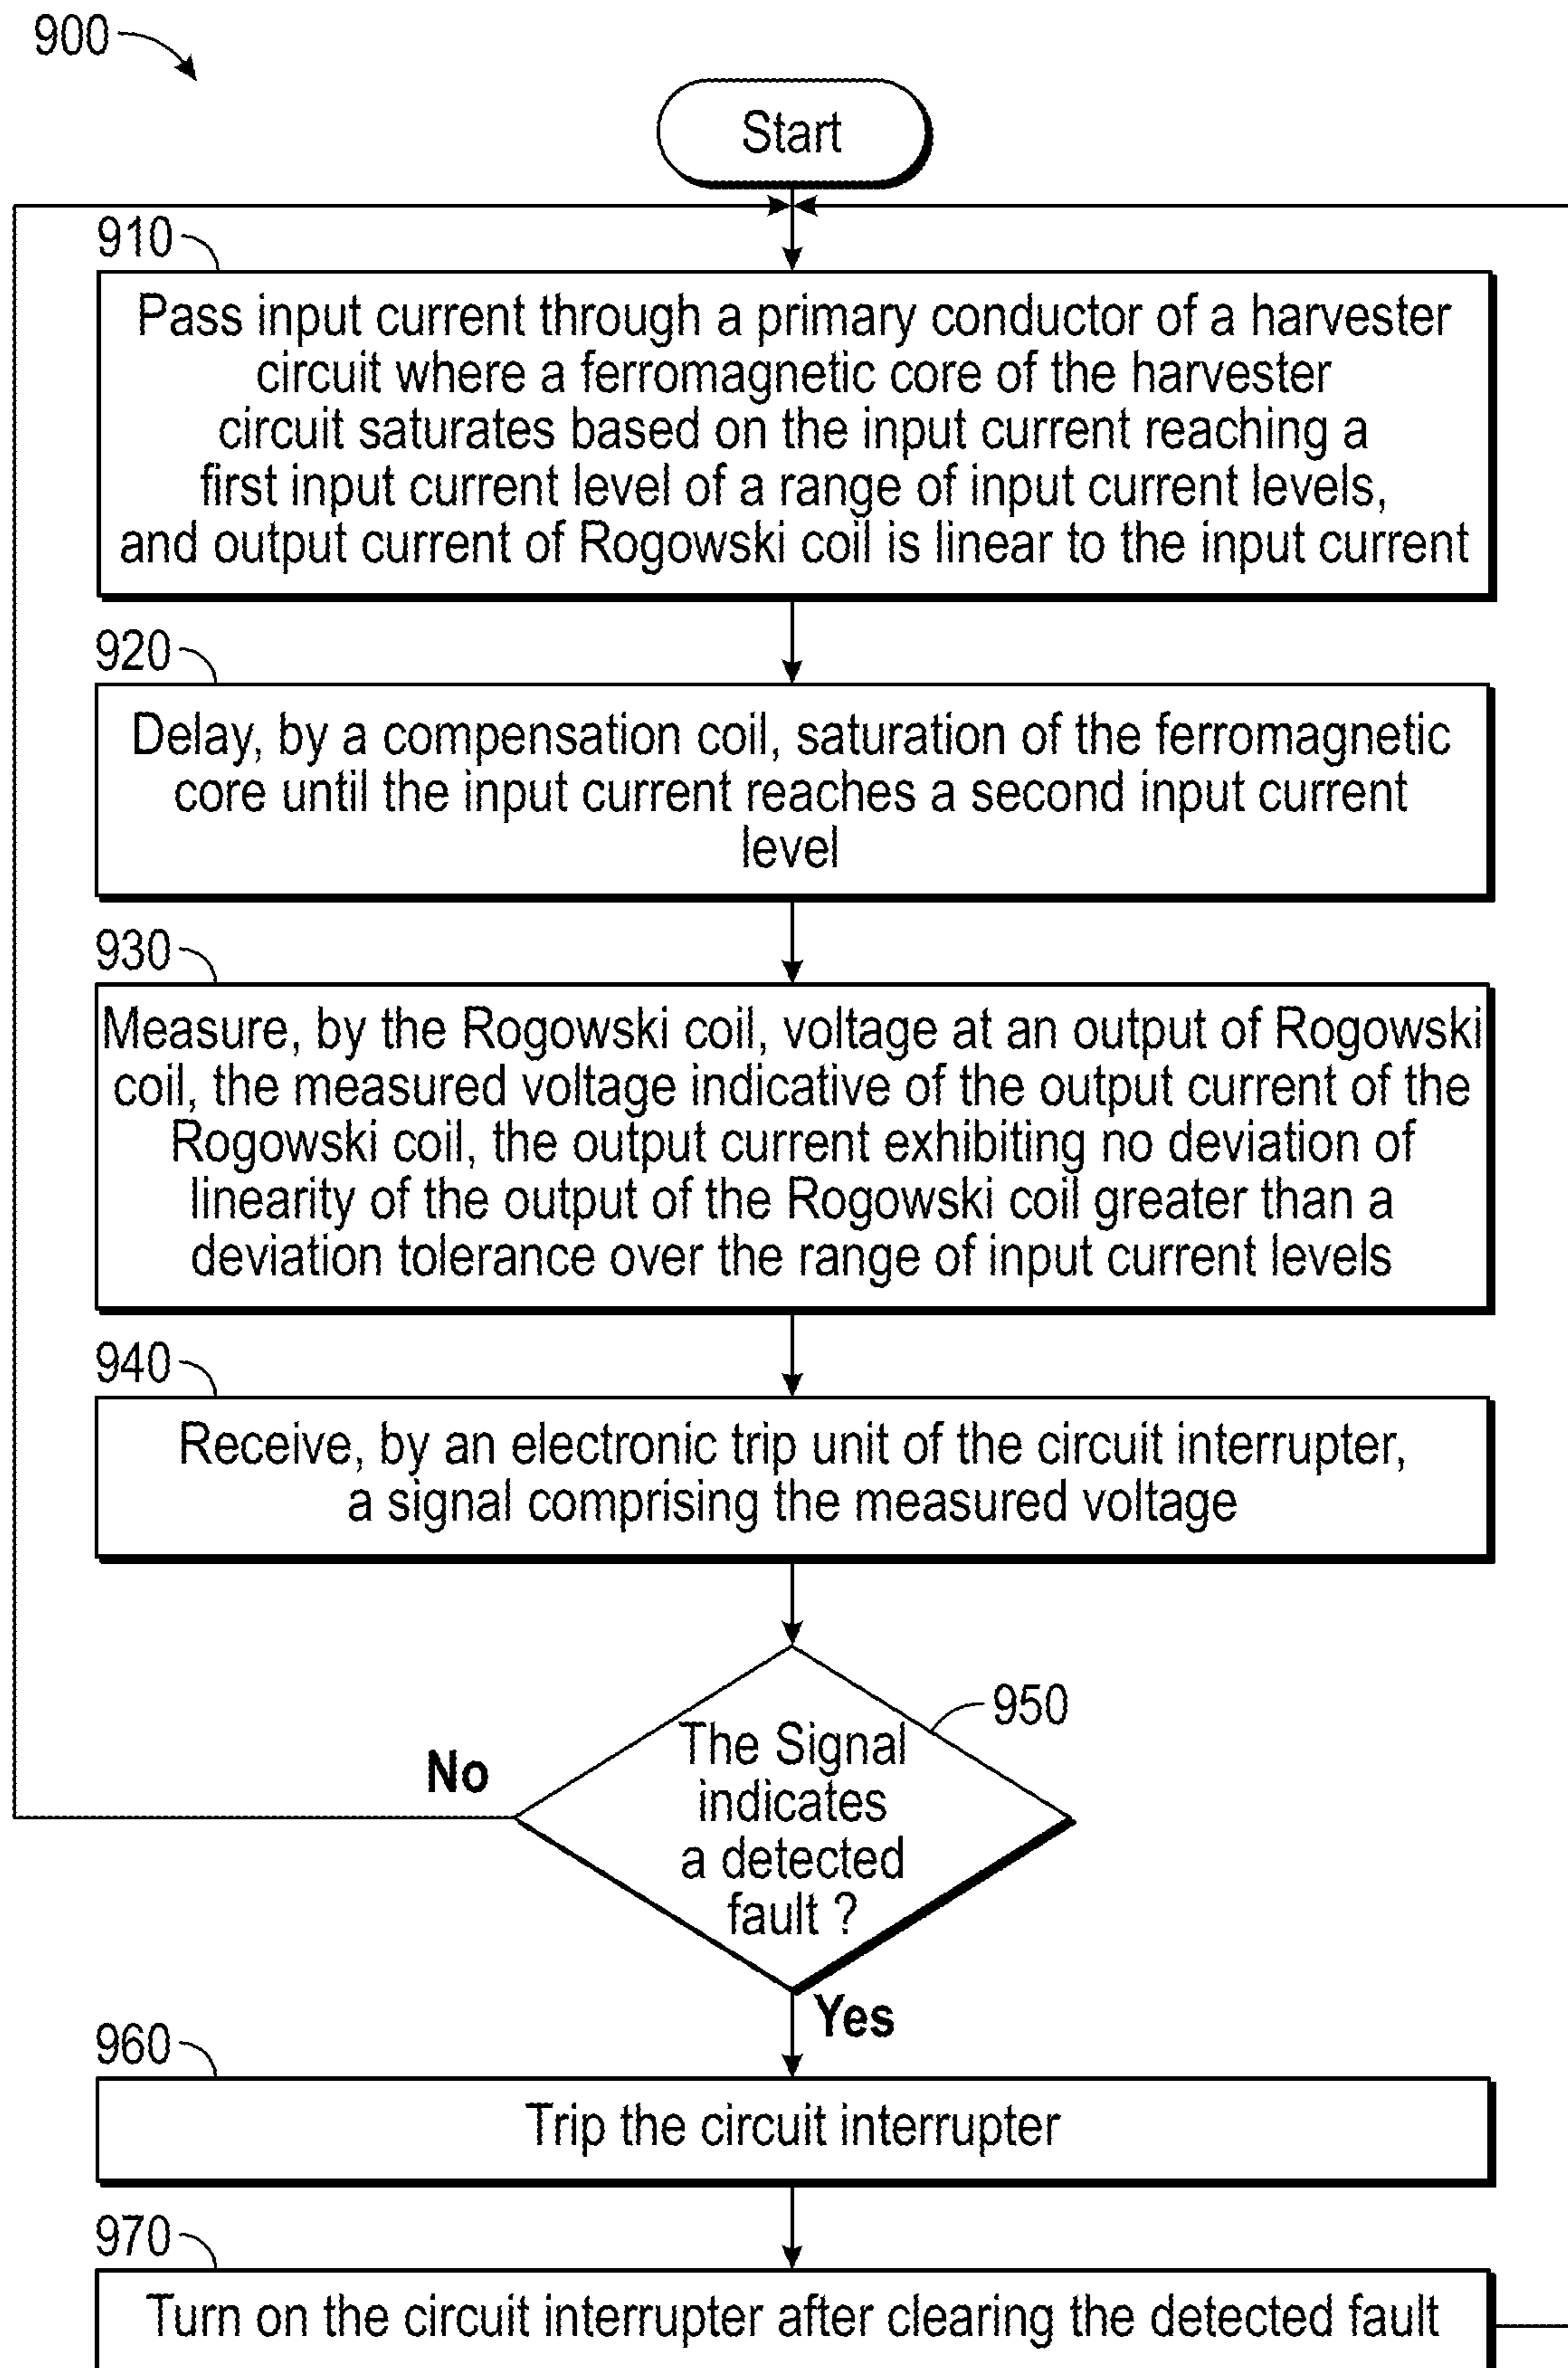 900
Start
910
Pass input current through a primary conductor of a harvester
circuit where a ferromagnetic core of the harvester
circuit saturates based on the input current reaching a
first input current level of a range of input current levels,
and output current of Rogowski coil is linear to the input current
920
Delay, by a compensation coil, saturation of the ferromagnetic
core until the input current reaches a second input current
level
930
Measure, by the Rogowski coil, voltage at an output of Rogowski
coil, the measured voltage indicative of the output current of the
Rogowski coil, the output current exhibiting no deviation of
linearity of the output of the Rogowski coil greater than a
deviation tolerance over the range of input current levels
940
Receive, by an electronic trip unit of the circuit interrupter,
a signal comprising the measured voltage
950
The Signal
indicates
a detected
fault ?
No
Yes
960
Trip the circuit interrupter
970
Turn on the circuit interrupter after clearing the detected fault